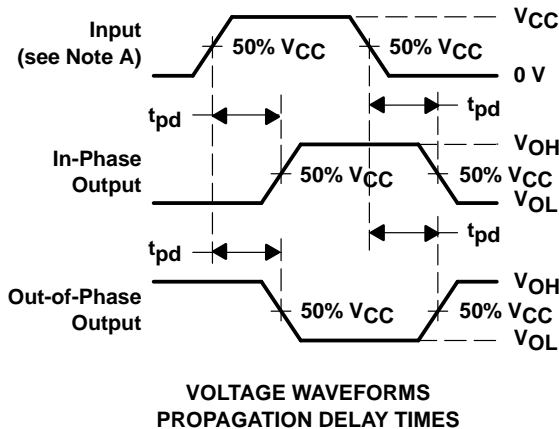 Input
(see Note A)
50% VCC
50% VCC
VCC
0 V
tpd
tpd
In-Phase
Output
50% VCC
VOH
50% VCC
VOL
tpd
tpd
Out-of-Phase
Output
50% VCC
VOH
50% VCC
VOL
VOLTAGE WAVEFORMS
PROPAGATION DELAY TIMES